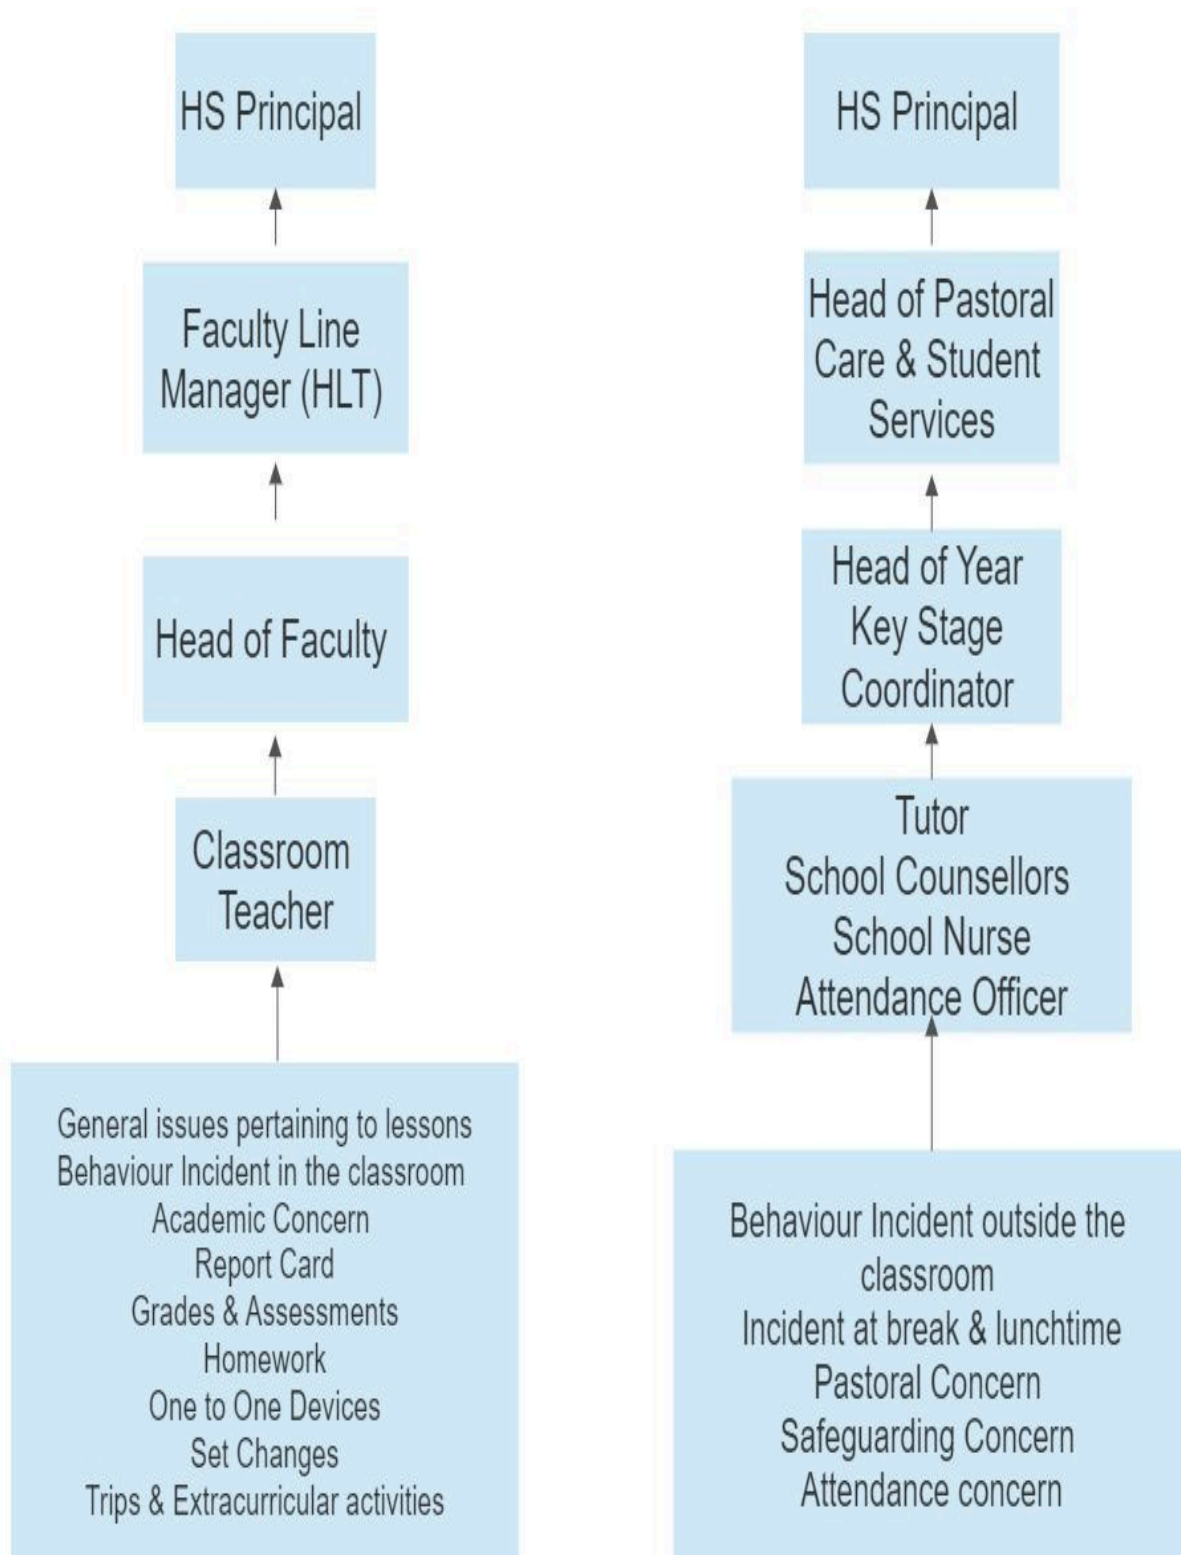 HS Principal
Faculty Line
Manager (HLT)
Head of Faculty
Classroom
Teacher
General issues pertaining to lessons
Behaviour Incident in the classroom
Academic Concern
Report Card
Grades & Assessments
Homework
One to One Devices
Set Changes
Trips & Extracurricular activities
HS Principal
Head of Pastoral
Care & Student
Services
Head of Year
Key Stage
Coordinator
Tutor
School Counsellors
School Nurse
Attendance Officer
Behaviour Incident outside the
classroom
Incident at break & lunchtime
Pastoral Concern
Safeguarding Concern
Attendance concern